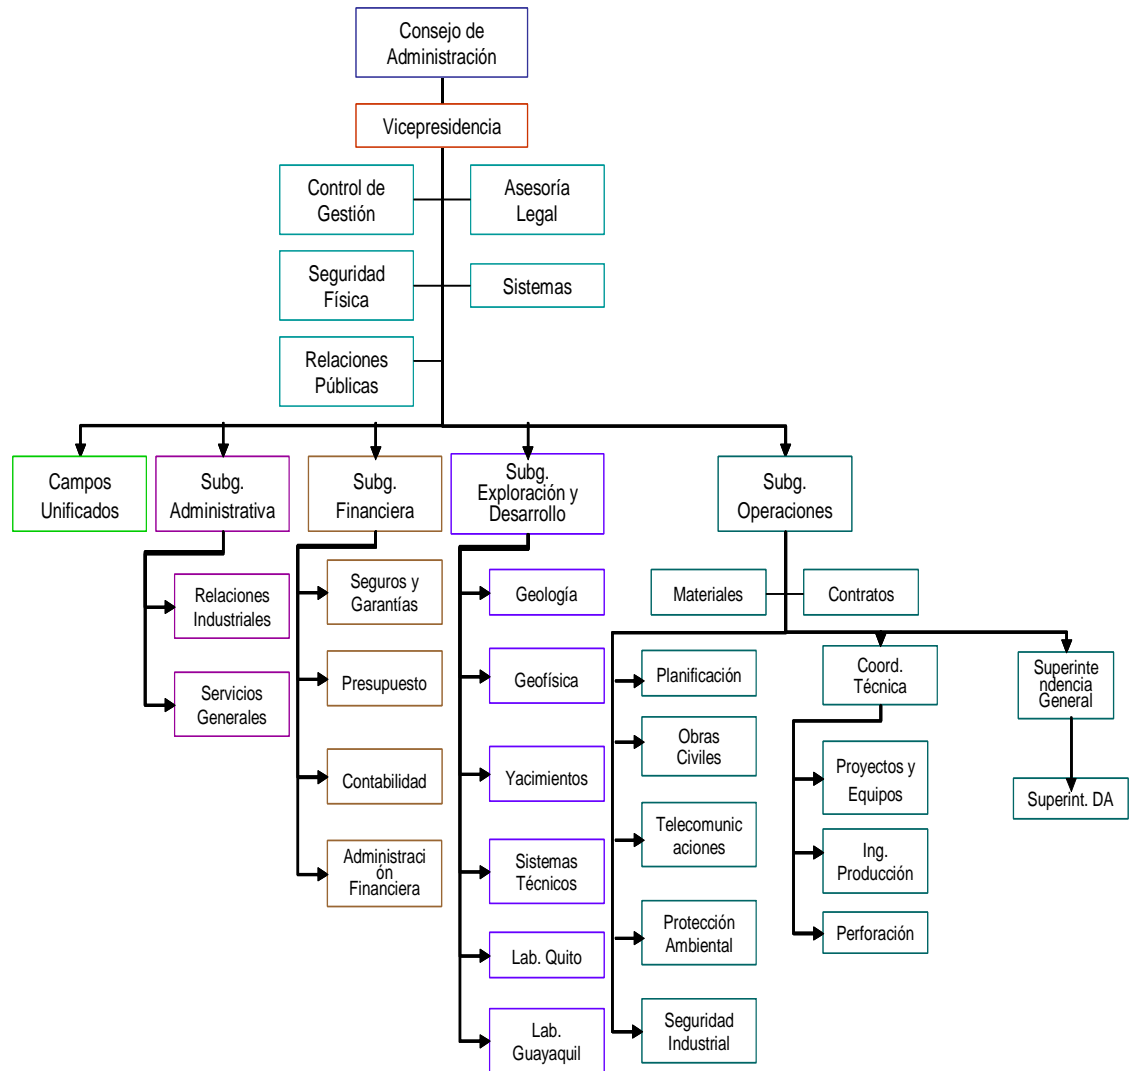 Consejo de
Administración
Vicepresidencia
Control de
Gestión
Asesoría
Legal
Seguridad
Física
Sistemas
Relaciones
Públicas
Campos
Unificados
Subg.
Administrativa
Subg.
Financiera
Subg.
Exploración y
Desarrollo
Subg.
Operaciones
Relaciones
Industriales
Servicios
Generales
Seguros y
Garantías
Presupuesto
Contabilidad
Administraci
ón
Financiera
Geología
Geofísica
Yacimientos
Sistemas
Técnicos
Lab. Quito
Lab.
Guayaquil
Materiales
Contratos
Planificación
Obras
Civiles
Telecomunic
aciones
Protección
Ambiental
Seguridad
Industrial
Coord.
Técnica
Proyectos y
Equipos
Ing.
Producción
Perforación
Superinte
ndencia
General
Superint. DA